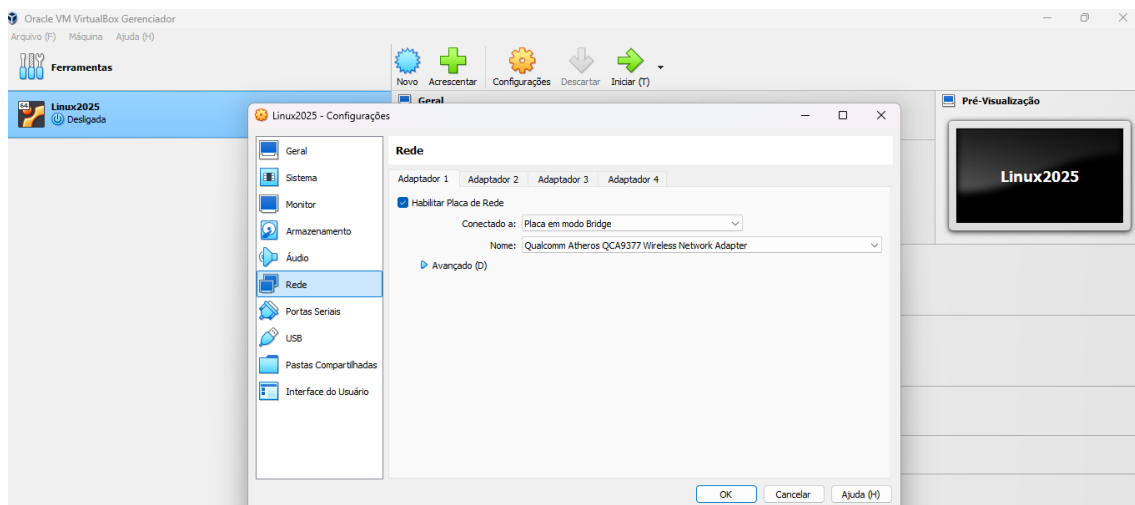 Oracle VM VirtualBox Gerenciador
Arquivo (F) Máquina Ajuda (H)
Ferramentas
Novo Acrescentar Configurações Descartar Iniciar (T)
64 Linux2025
Desligada
Geral
Pré-Visualização
Linux2025
Linux2025 - Configurações
Geral
Sistema
Monitor
Armazenamento
Áudio
Rede
Portas Seriais
USB
Pastas Compartilhadas
Interface do Usuário
Rede
Adaptador 1 Adaptador 2 Adaptador 3 Adaptador 4
Habilitar Placa de Rede
Conectado a: Placa em modo Bridge
Nome: Qualcomm Atheros QCA9377 Wireless Network Adapter
Avançado (D)
OK Cancelar Ajuda (H)